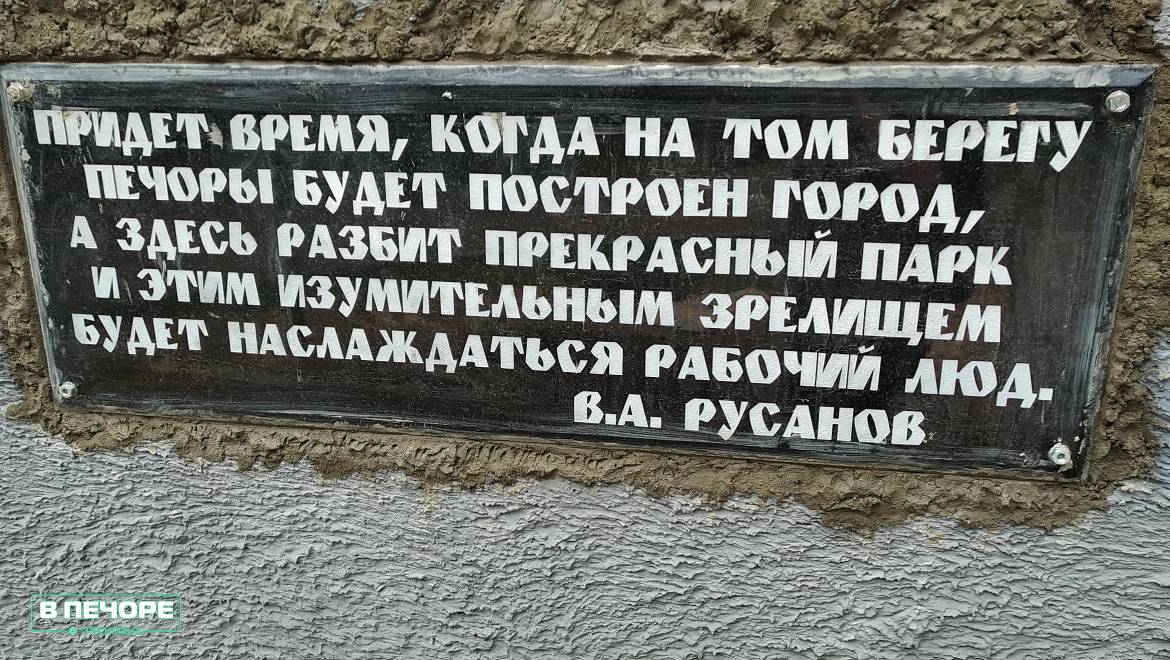 ПРИДЕТ ВРЕМЯ, КОГДА НА ТОМ БЕРЕГУ
ПЕЧОРЫ БУДЕТ ПОСТРОЕН ГОРОД,
А ЗДЕСЬ РАЗБИТ ПРЕКРАСНЫЙ ПАРК
И ЭТИМ ИЗУМИТЕЛЬНЫМ ЗРЕЛИЩЕМ
БУДЕТ НАСЛАЖДАТЬСЯ РАБОЧИЙ ЛЮД.
В.А. РУСАНОВ
В ПЕЧОРЕ